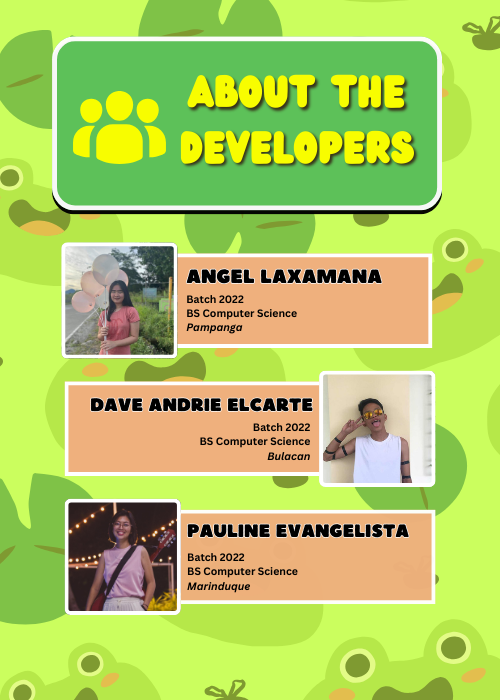 ABOUT THE
DEVELOPERS
ANGEL LAXAMANA
Batch 2022
BS Computer Science
Pampanga
DAVE ANDRIE ELCARTE
Batch 2022
BS Computer Science
Bulacan
PAULINE EVANGELISTA
Batch 2022
BS Computer Science
Marinduque